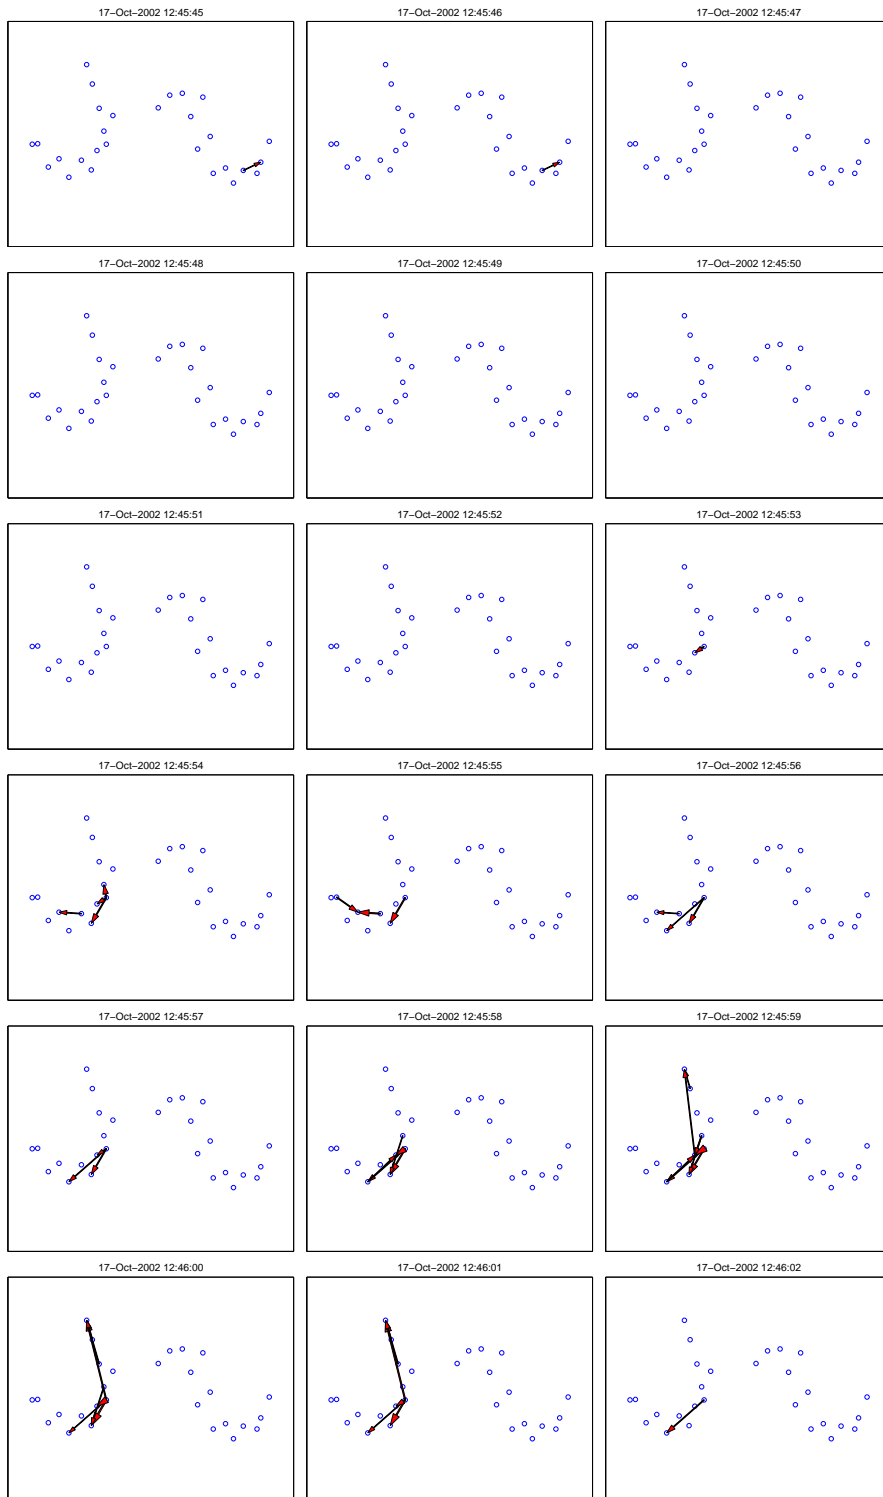 17–Oct–2002 12:45:45
17–Oct–2002 12:45:46
17–Oct–2002 12:45:47
17–Oct–2002 12:45:48
17–Oct–2002 12:45:49
17–Oct–2002 12:45:50
17–Oct–2002 12:45:51
17–Oct–2002 12:45:52
17–Oct–2002 12:45:53
17–Oct–2002 12:45:54
17–Oct–2002 12:45:55
17–Oct–2002 12:45:56
17–Oct–2002 12:45:57
17–Oct–2002 12:45:58
17–Oct–2002 12:45:59
17–Oct–2002 12:46:00
17–Oct–2002 12:46:01
17–Oct–2002 12:46:02